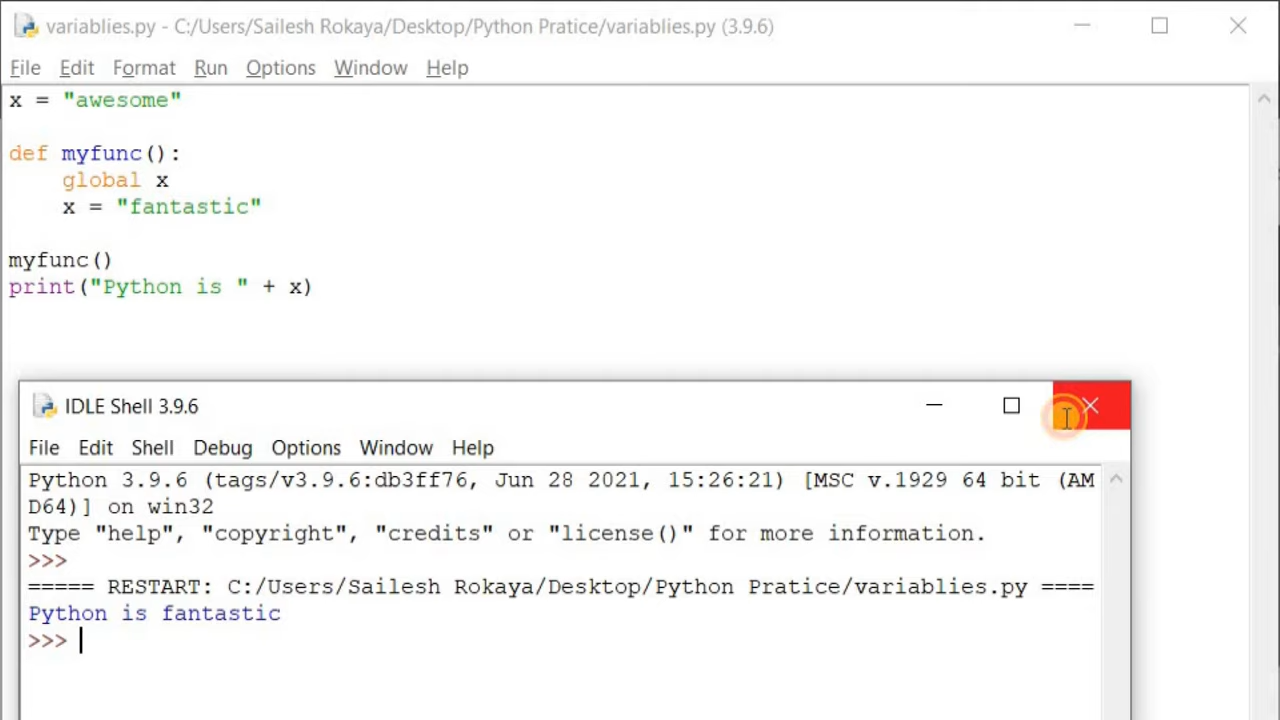 variablies.py - C:/Users/Sailesh Rokaya/Desktop/Python Pratice/variablies.py (3.9.6)
File Edit Format Run Options Window Help
x = "awesome"
def myfunc():
    global x
    x = "fantastic"
myfunc()
print("Python is " + x)
IDLE Shell 3.9.6
File Edit Shell Debug Options Window Help
Python 3.9.6 (tags/v3.9.6:db3ff76, Jun 28 2021, 15:26:21) [MSC v.1929 64 bit (AM
D64)] on win32
Type "help", "copyright", "credits" or "license()" for more information.
>>>
===== RESTART: C:/Users/Sailesh Rokaya/Desktop/Python Pratice/variablies.py ====
Python is fantastic
>>>